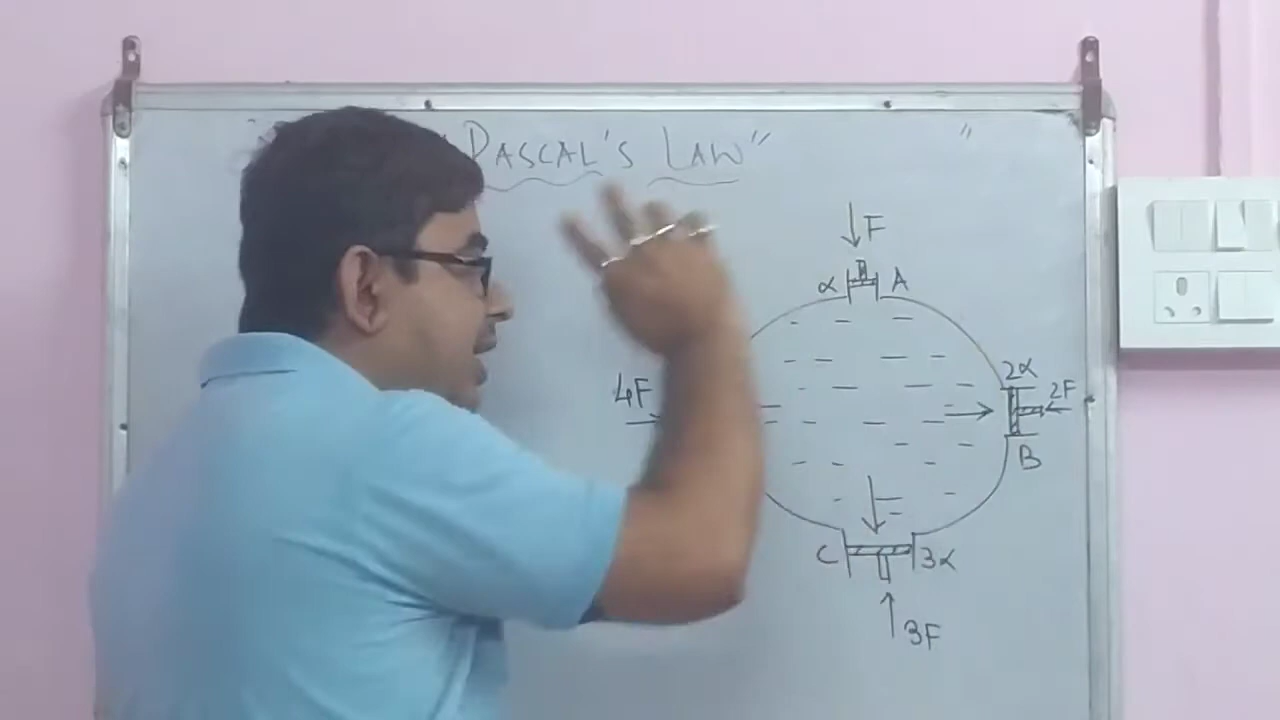 PASCAL'S LAW" "
F
α A
2α
4F 2F
B
C 3α
3F